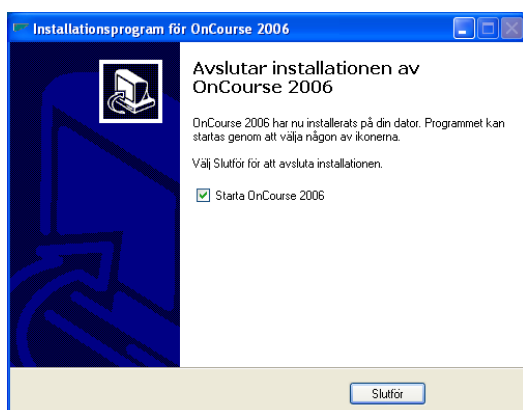 Installationsprogram för OnCourse 2006
Avslutar installationen av
OnCourse 2006
OnCourse 2006 har nu installerats på din dator. Programmet kan
startas genom att välja någon av ikonerna.
Välj Slutför för att avsluta installationen.
Starta OnCourse 2006
Slutför